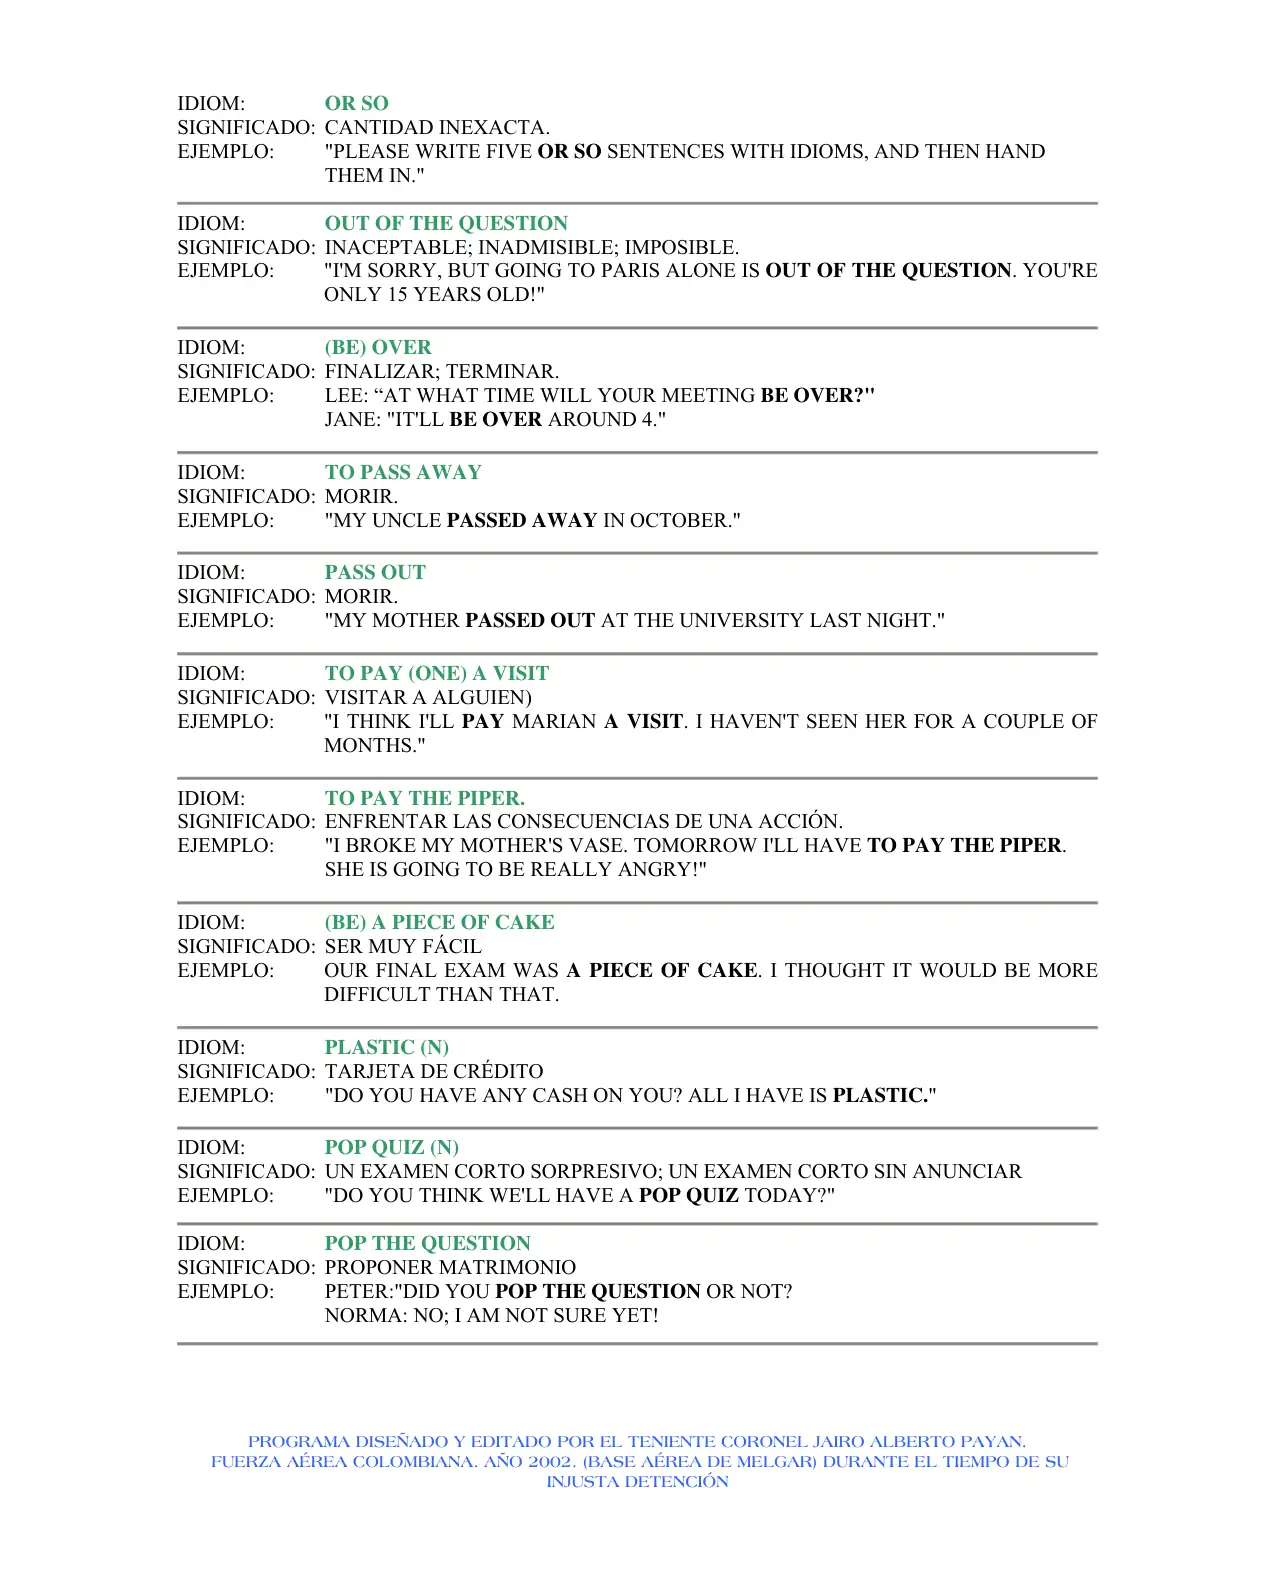 IDIOM: OR SO
SIGNIFICADO: CANTIDAD INEXACTA.
EJEMPLO: "PLEASE WRITE FIVE OR SO SENTENCES WITH IDIOMS, AND THEN HAND
THEM IN."
IDIOM: OUT OF THE QUESTION
SIGNIFICADO: INACEPTABLE; INADMISIBLE; IMPOSIBLE.
EJEMPLO: "I'M SORRY, BUT GOING TO PARIS ALONE IS OUT OF THE QUESTION. YOU'RE
ONLY 15 YEARS OLD!"
IDIOM: (BE) OVER
SIGNIFICADO: FINALIZAR; TERMINAR.
EJEMPLO: LEE: “AT WHAT TIME WILL YOUR MEETING BE OVER?"
JANE: "IT'LL BE OVER AROUND 4."
IDIOM: TO PASS AWAY
SIGNIFICADO: MORIR.
EJEMPLO: "MY UNCLE PASSED AWAY IN OCTOBER."
IDIOM: PASS OUT
SIGNIFICADO: MORIR.
EJEMPLO: "MY MOTHER PASSED OUT AT THE UNIVERSITY LAST NIGHT."
IDIOM: TO PAY (ONE) A VISIT
SIGNIFICADO: VISITAR A ALGUIEN)
EJEMPLO: "I THINK I'LL PAY MARIAN A VISIT. I HAVEN'T SEEN HER FOR A COUPLE OF
MONTHS."
IDIOM: TO PAY THE PIPER.
SIGNIFICADO: ENFRENTAR LAS CONSECUENCIAS DE UNA ACCIÓN.
EJEMPLO: "I BROKE MY MOTHER'S VASE. TOMORROW I'LL HAVE TO PAY THE PIPER.
SHE IS GOING TO BE REALLY ANGRY!"
IDIOM: (BE) A PIECE OF CAKE
SIGNIFICADO: SER MUY FÁCIL
EJEMPLO: OUR FINAL EXAM WAS A PIECE OF CAKE. I THOUGHT IT WOULD BE MORE
DIFFICULT THAN THAT.
IDIOM: PLASTIC (N)
SIGNIFICADO: TARJETA DE CRÉDITO
EJEMPLO: "DO YOU HAVE ANY CASH ON YOU? ALL I HAVE IS PLASTIC."
IDIOM: POP QUIZ (N)
SIGNIFICADO: UN EXAMEN CORTO SORPRESIVO; UN EXAMEN CORTO SIN ANUNCIAR
EJEMPLO: "DO YOU THINK WE'LL HAVE A POP QUIZ TODAY?"
IDIOM: POP THE QUESTION
SIGNIFICADO: PROPONER MATRIMONIO
EJEMPLO: PETER:"DID YOU POP THE QUESTION OR NOT?
NORMA: NO; I AM NOT SURE YET!
PROGRAMA DISEÑADO Y EDITADO POR EL TENIENTE CORONEL JAIRO ALBERTO PAYAN.
FUERZA AÉREA COLOMBIANA. AÑO 2002. (BASE AÉREA DE MELGAR) DURANTE EL TIEMPO DE SU
INJUSTA DETENCIÓN